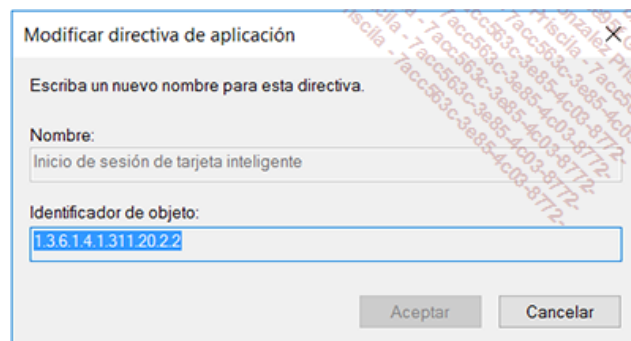 Modificar directiva de aplicación
Escriba un nuevo nombre para esta directiva.
Nombre:
Inicio de sesión de tarjeta inteligente
Identificador de objeto:
1.3.6.1.4.1.311.20.2.2
Aceptar
Cancelar